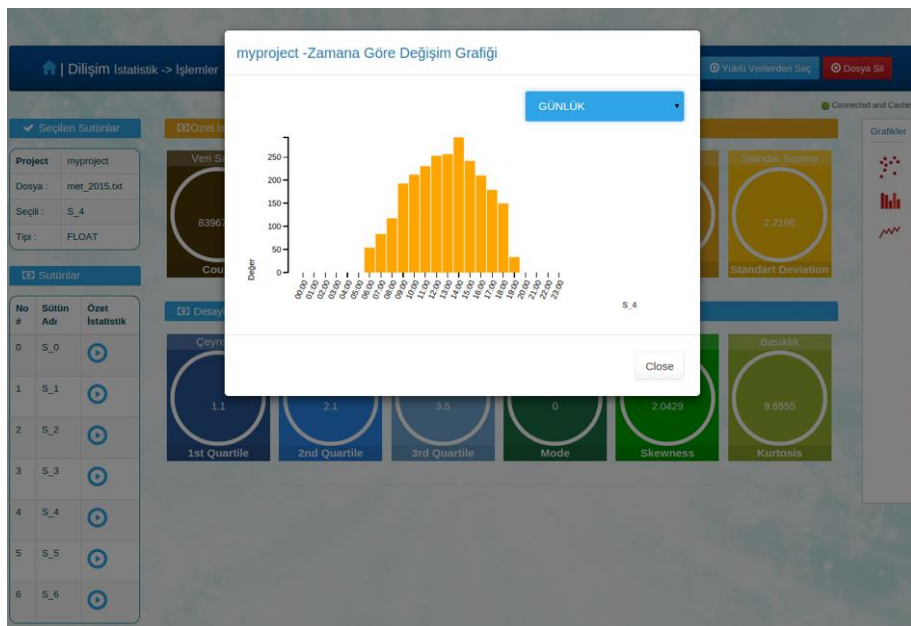 myproject -Zamana Göre Değişim Grafiği
| Dilişim İstatistik -> İşlemler
Yüklü Verilerden Seç
Dosya Sil
GÜNLÜK
Connected and Cache
Seçilen Sutünlar
Özet İs
Grafikler
Project myproject
Dosya : met_2015.txt
Seçili : S_4
Tipi : FLOAT
Veri Sa
83967
Cou
Standat Sapma
2.2166
Standart Deviation
250
200
150
100
50
0
Değer
00:00 01:00 02:00 03:00 04:00 05:00 06:00 07:00 08:00 09:00 10:00 11:00 12:00 13:00 14:00 15:00 16:00 17:00 18:00 19:00 20:00 21:00 22:00 23:00
S_4
Close
Sutünlar
No # Sütün Adı Özet İstatistik
0 S_0
1 S_1
2 S_2
3 S_3
4 S_4
5 S_5
6 S_6
Detayl
Çeyre
1.1
1st Quartile
2.1
2nd Quartile
3.5
3rd Quartile
0
Mode
2.0429
Skewness
Basıklık
9.6555
Kurtosis